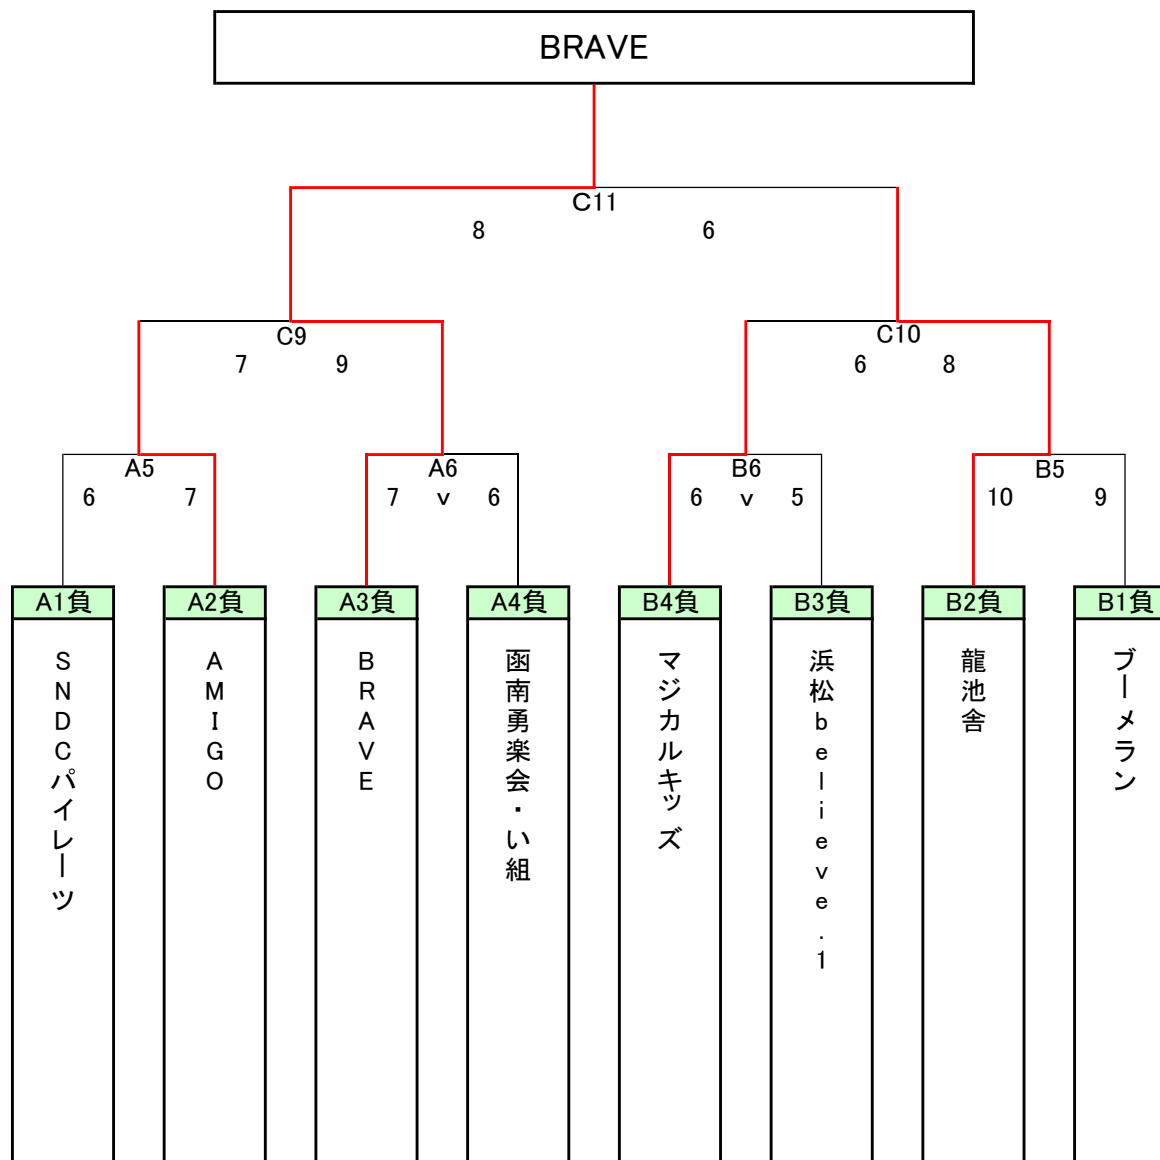 BRAVE
C11
8 6
C9 C10
7 9 6 8
A5 A6 B6 B5
6 7 7 v 6 6 v 5 10 9
A1負 A2負 A3負 A4負 B4負 B3負 B2負 B1負
SNDCパイレーツ
AMIGO
BRAVE
函南勇楽会・い組
マジカルキッズ
浜松believe.1
龍池舎
ブーメラン